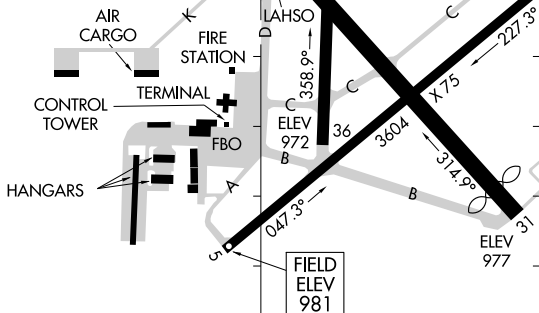 AIR
CARGO
K
LAHSO
D
C
227.3°
FIRE
STATION
358.9°
X 75
TERMINAL
CONTROL
TOWER
C
C
ELEV
972
36
3604
FBO
B
314.9°
HANGARS
A
B
047.3°
31
5
ELEV
977
FIELD
ELEV
981